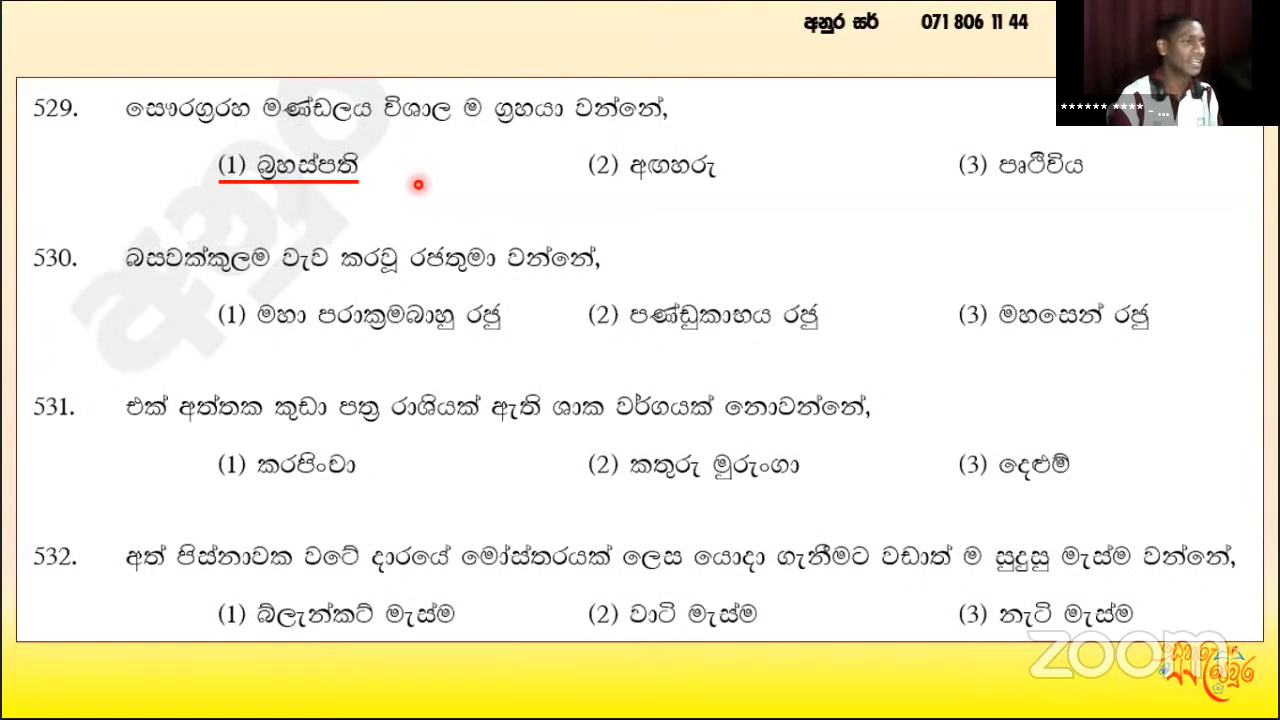 අනුර සර් 071 806 11 44
****** **** - ...
529. සෞරග්‍රරහ මණ්ඩලය විශාල ම ග්‍රහයා වන්නේ,
(1) බ්‍රහස්පති (2) අඟහරු (3) පෘථිවිය
530. බසවක්කුලම වැව කරවූ රජතුමා වන්නේ,
(1) මහා පරාක්‍රමබාහු රජු (2) පණ්ඩුකාභය රජු (3) මහසෙන් රජු
531. එක් අත්තක කුඩා පත්‍ර රාශියක් ඇති ශාක වර්ගයක් නොවන්නේ,
(1) කරපිංචා (2) කතුරු මුරුංගා (3) දෙළුම්
532. අත් පිස්නාවක වටේ දාරයේ මෝස්තරයක් ලෙස යොදා ගැනීමට වඩාත් ම සුදුසු මැස්ම වන්නේ,
(1) බ්ලැන්කට් මැස්ම (2) වාටි මැස්ම (3) නැටි මැස්ම
අනුර
zoom